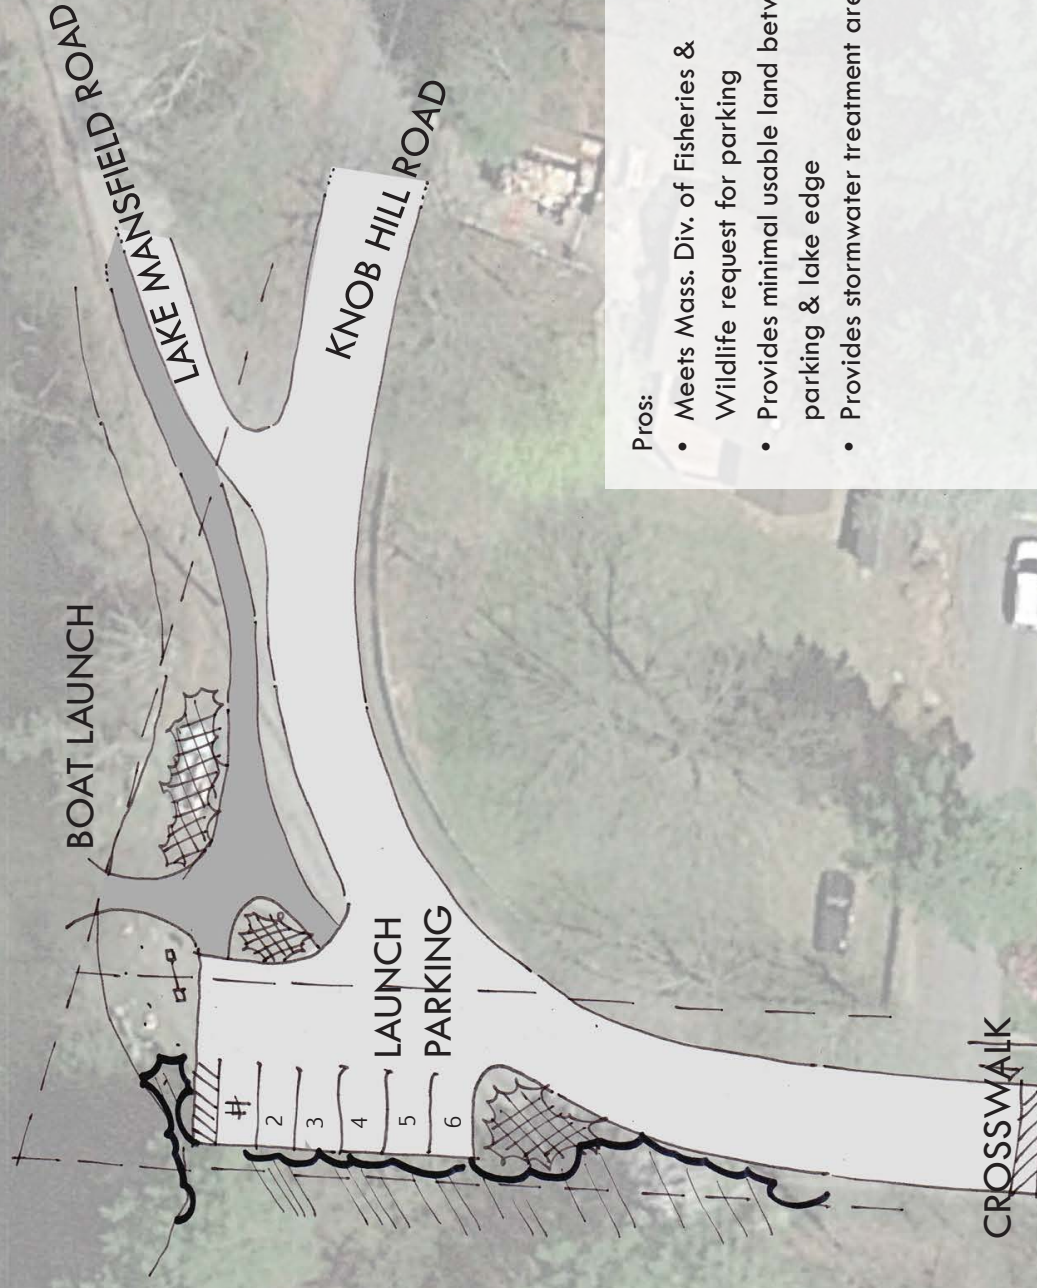 LAKE MANSFIELD ROAD
KNOB HILL ROAD
BOAT LAUNCH
LAUNCH
PARKING
2
3
4
5
6
CROSSWALK
Pros:
• Meets Mass. Div. of Fisheries &
Wildlife request for parking
• Provides minimal usable land betw
parking & lake edge
• Provides stormwater treatment are